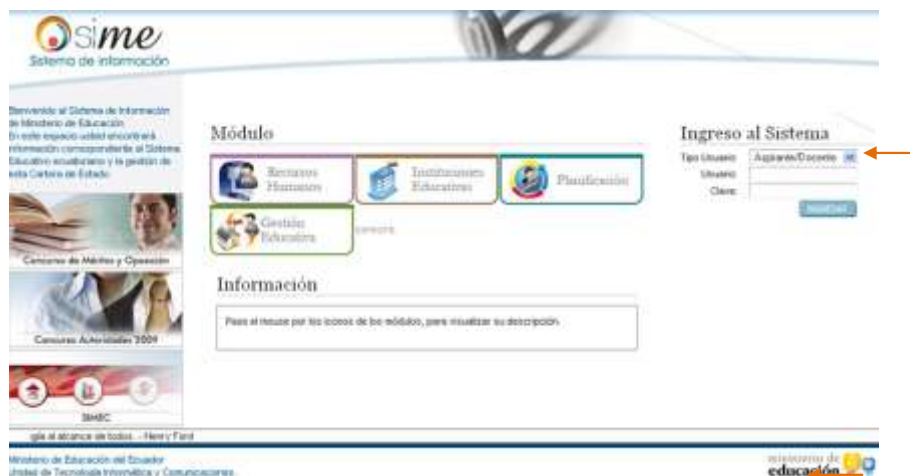 sime
Sistema de información
Bienvenido al Sistema de Información
de Ministerio de Educación
En este espacio usted encontrará
información correspondiente al Sistema
Educativo ecuatoriano y la gestión de
esta Cartera de Estado.
Concurso de Méritos y Oposición
Concurso Autoridades 2009
SIMEC
Módulo
Recursos
Humanos
Instituciones
Educativas
Planificación
Gestión
Educativa
Información
Pase el mouse por los iconos de los módulos, para visualizar su descripción.
Ingreso al Sistema
Tipo Usuario: Aspirante/Docente
Usuario:
Clave:
gía al alcance de todos. - Henry Ford
Ministerio de Educación del Ecuador
Unidad de Tecnología Informática y Comunicaciones
ministerio de
educación